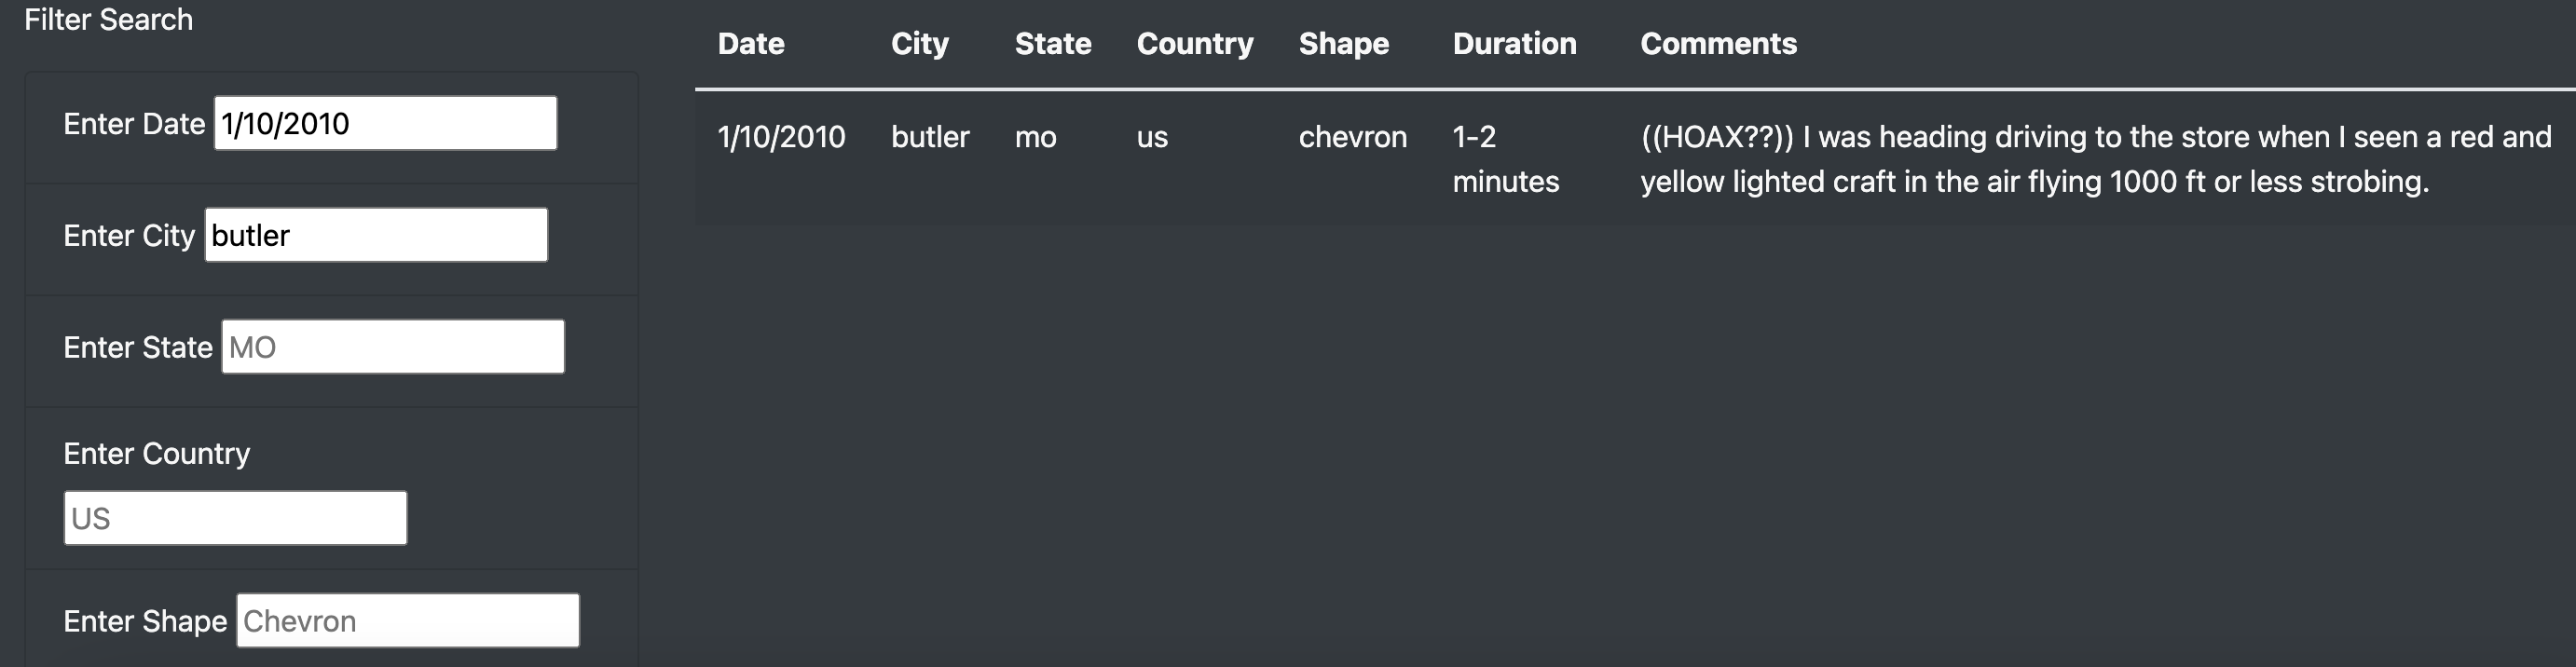 Filter Search
Enter Date 1/10/2010
Enter City butler
Enter State MO
Enter Country
US
Enter Shape Chevron
Date City State Country Shape Duration Comments
1/10/2010 butler mo us chevron 1-2 ((HOAX??)) I was heading driving to the store when I seen a red and
minutes yellow lighted craft in the air flying 1000 ft or less strobing.